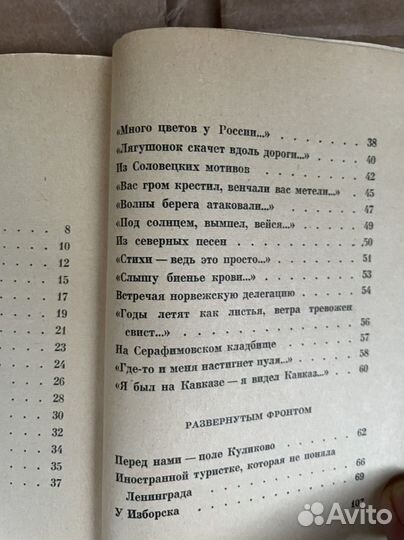 8
10
12
15
17
19
21
23
24
26
28
30
32
34
35
37
«Много цветов у России...» . . . . . . . 38
«Лягушонок скачет вдоль дороги...» . . . . 40
Из Соловецких мотивов . . . . . . . 42
«Вас гром крестил, венчали вас метели...» . . 45
«Волны берега атаковали...» . . . . . . 47
«Под солнцем, вымпел, вейся...» . . . . . 49
Из северных песен . . . . . . . . 50
«Стихи — ведь это просто...» . . . . . . 51
«Слышу биенье крови...» . . . . . . . 53
Встречая норвежскую делегацию . . . . . 54
«Годы летят как листья, ветра тревожен
свист...» . . . . . . . . . . 56
На Серафимовском кладбище . . . . . . 57
«Где-то и меня настигнет пуля...» . . . . . 58
«Я был на Кавказе — я видел Кавказ...» . . . 60
РАЗВЕРНУТЫМ ФРОНТОМ
Перед нами — поле Куликово . . . . . . 62
Иностранной туристке, которая не поняла 66
Ленинграда . . . . . . . . . 69
У Изборска . . . . . . . . .
Avito